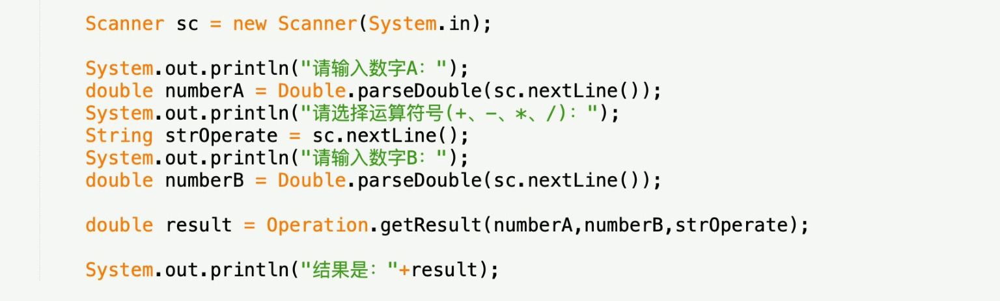 Scanner sc = new Scanner(System.in);
System.out.println("请输入数字A：");
double numberA = Double.parseDouble(sc.nextLine());
System.out.println("请选择运算符号(+、-、*、/)：");
String strOperate = sc.nextLine();
System.out.println("请输入数字B：");
double numberB = Double.parseDouble(sc.nextLine());
double result = Operation.getResult(numberA,numberB,strOperate);
System.out.println("结果是："+result);